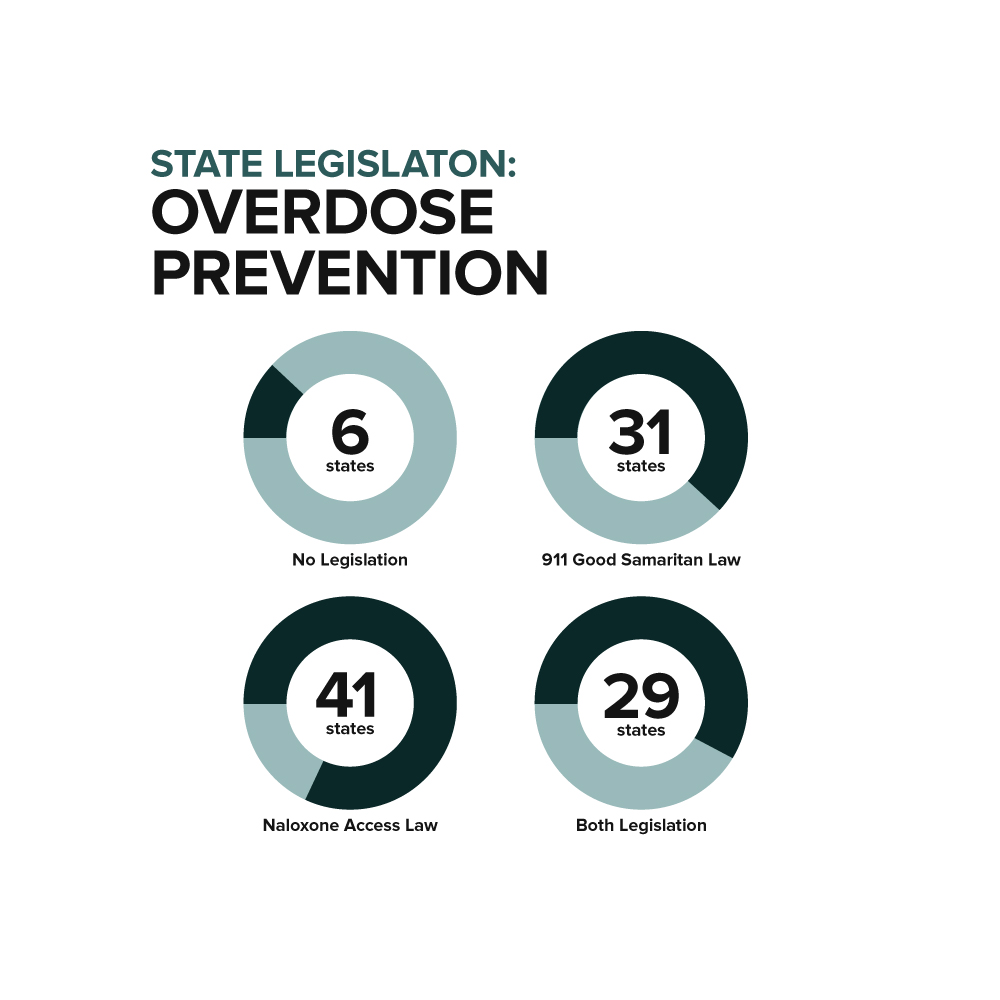 STATE LEGISLATON:
OVERDOSE
PREVENTION
6
states
No Legislation
31
states
911 Good Samaritan Law
41
states
Naloxone Access Law
29
states
Both Legislation